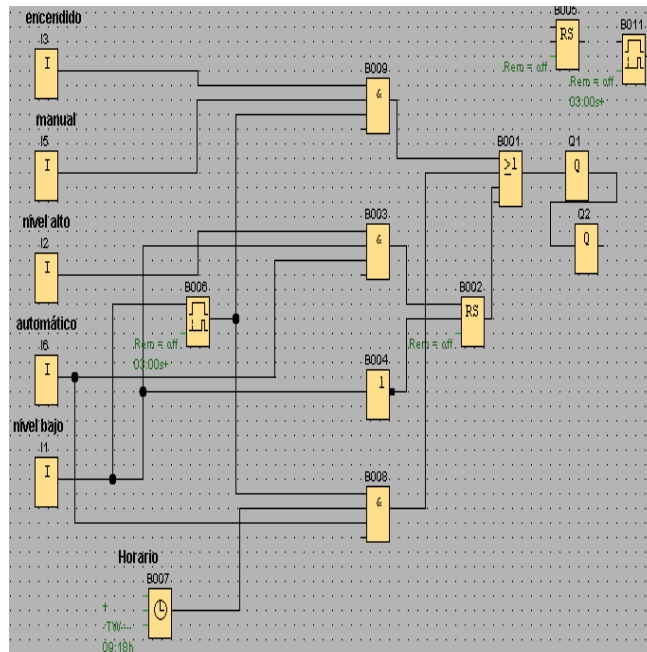 encendido
I3
I
B009
&
B005
RS
Rem = off
B011
Rem = off
03:00s+
manual
I5
I
B001
≥1
Q1
Q
nivel alto
I2
I
B003
&
Q2
Q
B006
Rem = off
03:00s+
B002
RS
Rem = off
automático
I6
I
B004
1
nivel bajo
I1
I
B008
&
Horario
B007
+
-TW----
09:18h